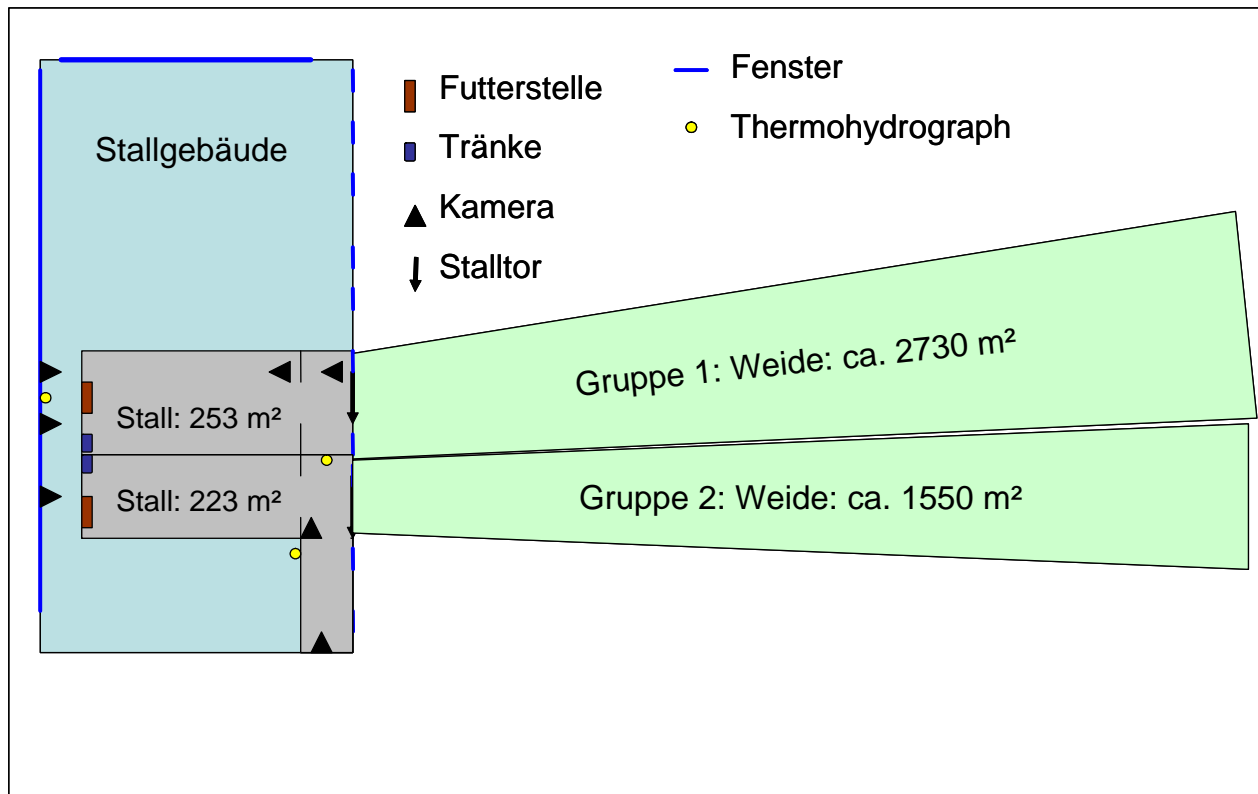 Stallgebäude
Futterstelle
Tränke
Kamera
Stalltor
Fenster
Thermohydrograph
Stall: 253 m²
Stall: 223 m²
Gruppe 1: Weide: ca. 2730 m²
Gruppe 2: Weide: ca. 1550 m²